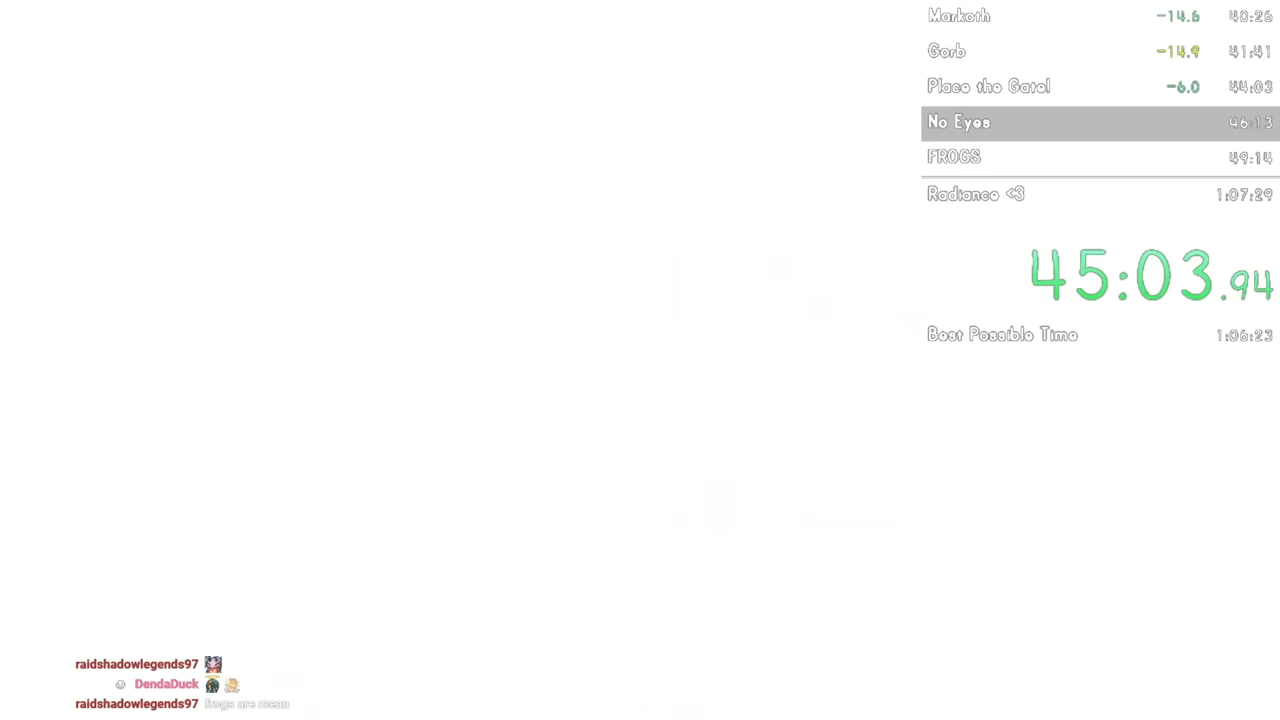 Markoth -14.6 40:26
Gorb -14.9 41:41
Place the Gate! -6.0 44:03
No Eyes 46:13
FROGS 49:14
Radiance <3 1:07:29
45:03.94
Best Possible Time 1:06:23
raidshadowlegends97
DendaDuck
raidshadowlegends97 frogs are mean